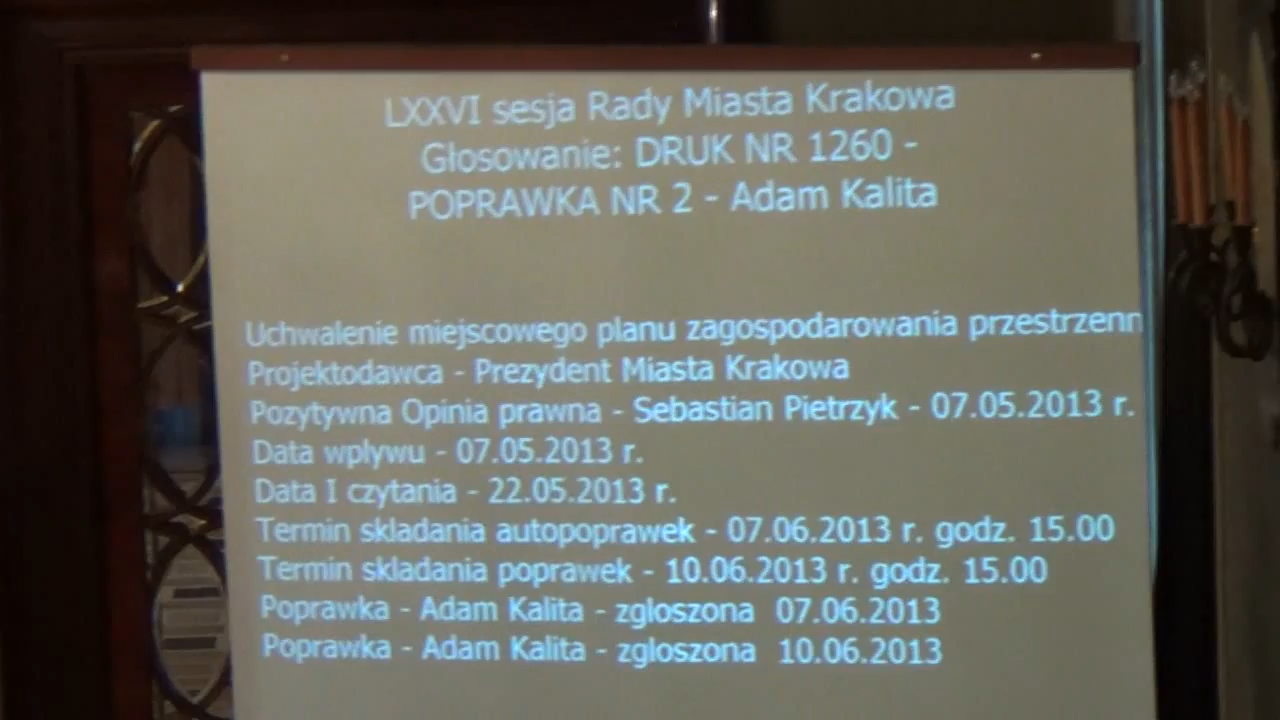 LXXVI sesja Rady Miasta Krakowa
Głosowanie: DRUK NR 1260 -
POPRAWKA NR 2 - Adam Kalita
Uchwalenie miejscowego planu zagospodarowania przestrzenn
Projektodawca - Prezydent Miasta Krakowa
Pozytywna Opinia prawna - Sebastian Pietrzyk - 07.05.2013 r.
Data wpływu - 07.05.2013 r.
Data I czytania - 22.05.2013 r.
Termin składania autopoprawek - 07.06.2013 r. godz. 15.00
Termin składania poprawek - 10.06.2013 r. godz. 15.00
Poprawka - Adam Kalita - zgłoszona 07.06.2013
Poprawka - Adam Kalita - zgłoszona 10.06.2013